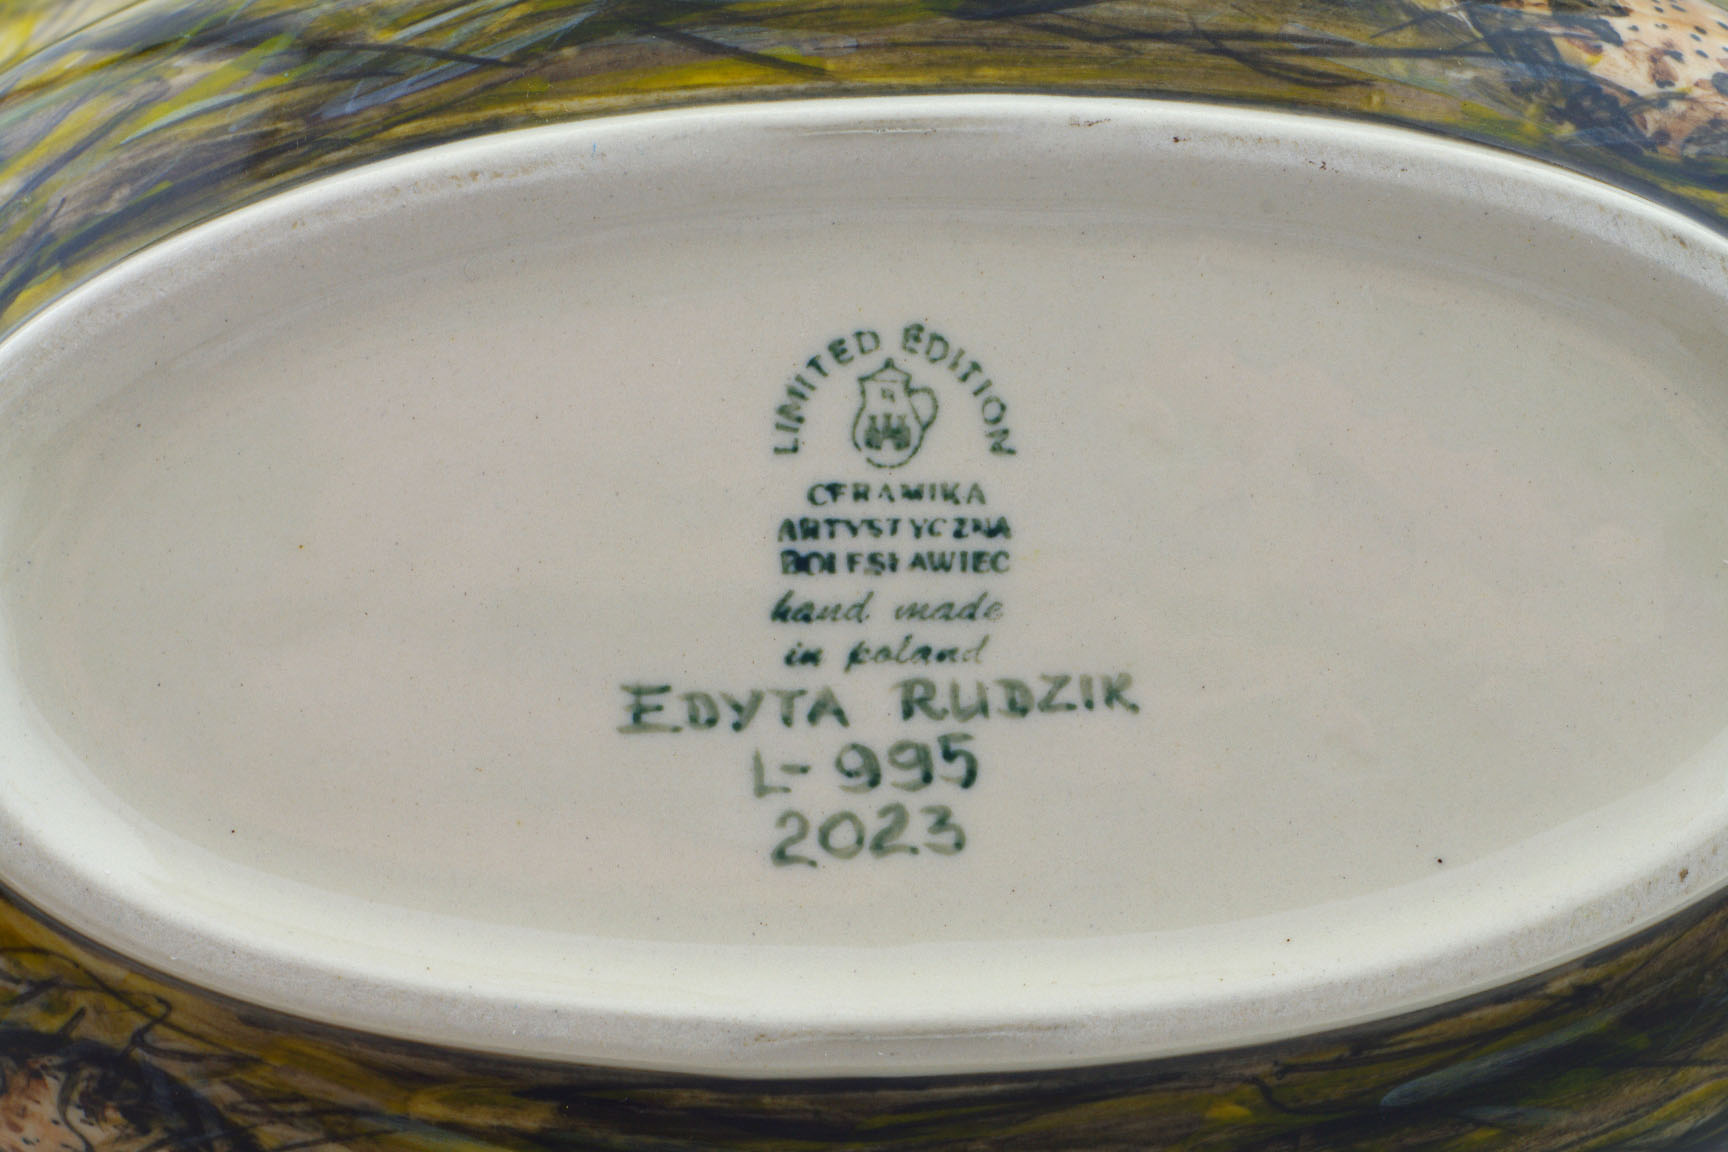 LIMITED EDITION
CERAMIKA
ARTYSTYCZNA
BOLESŁAWIEC
hand made
in poland
EDYTA RUDZIK
L-995
2023